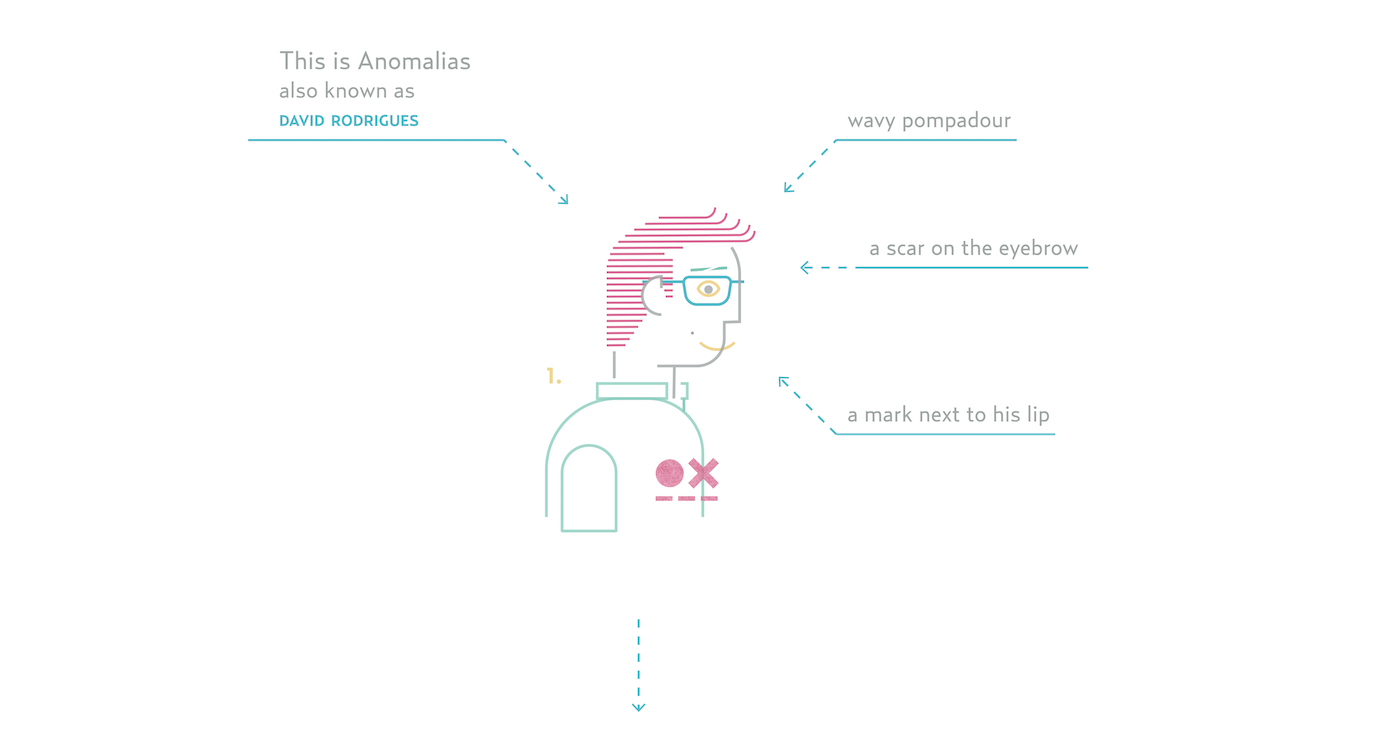 This is Anomalias
also known as
DAVID RODRIGUES
wavy pompadour
a scar on the eyebrow
1.
a mark next to his lip